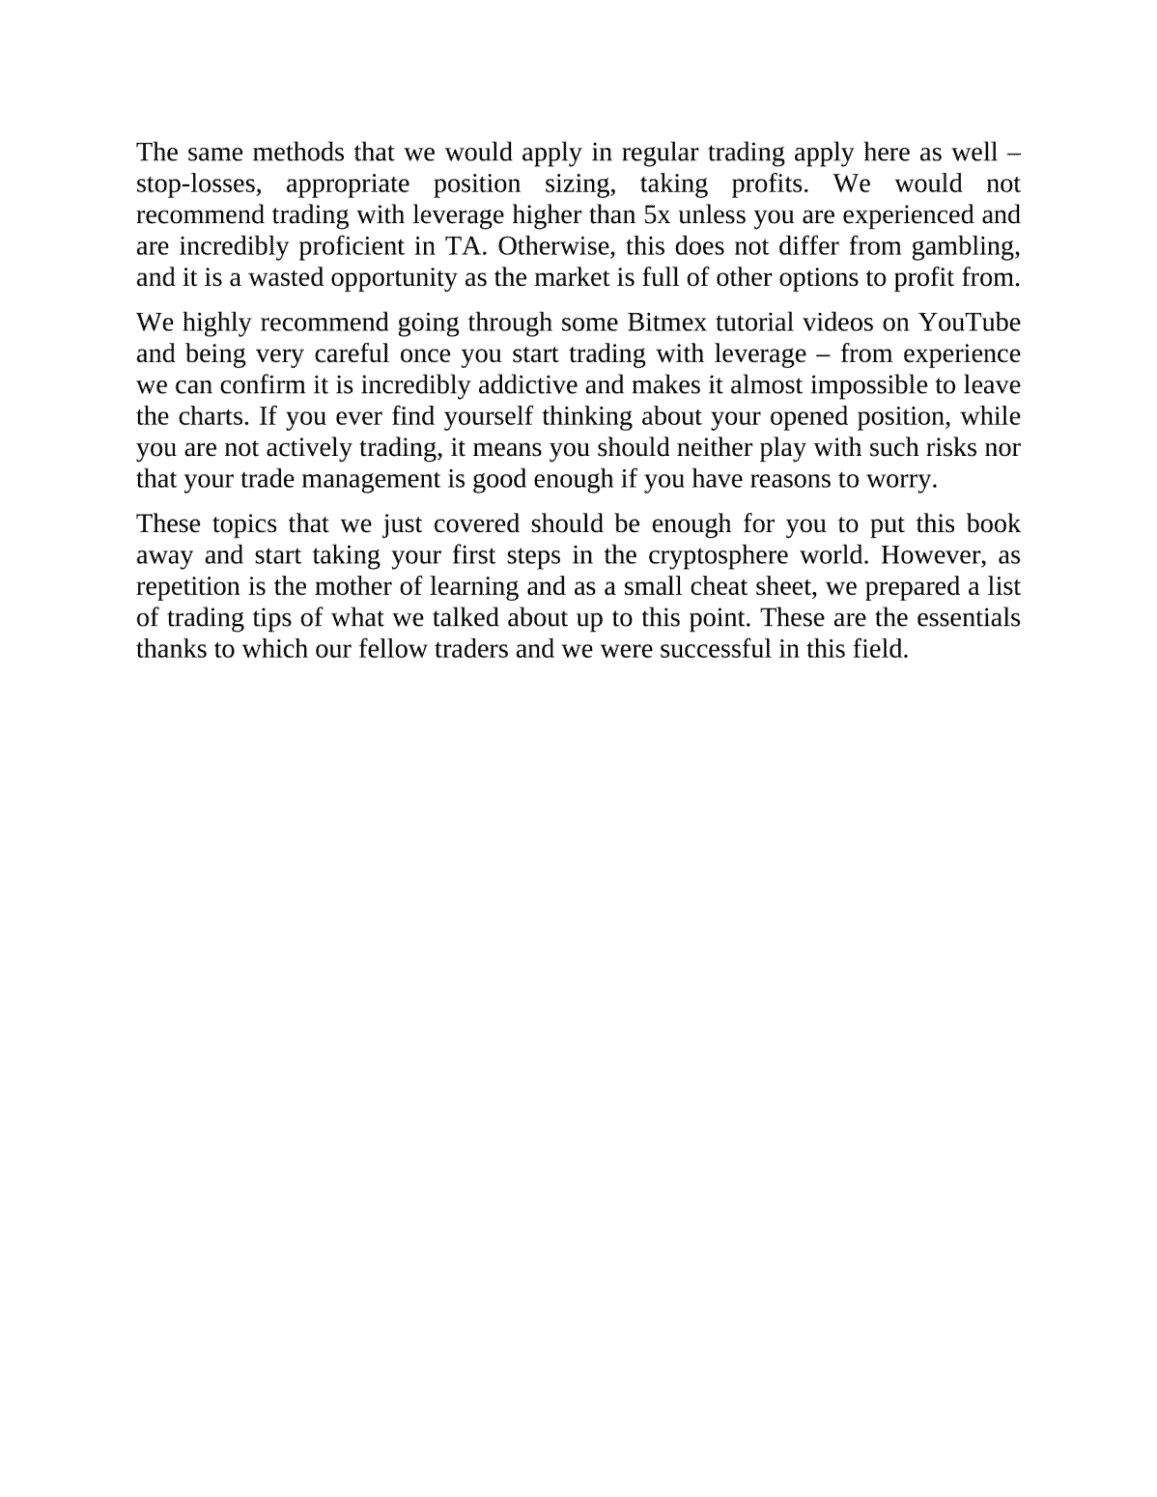 The same methods that we would apply in regular trading apply here as well –
stop-losses, appropriate position sizing, taking profits. We would not
recommend trading with leverage higher than 5x unless you are experienced and
are incredibly proficient in TA. Otherwise, this does not differ from gambling,
and it is a wasted opportunity as the market is full of other options to profit from.
We highly recommend going through some Bitmex tutorial videos on YouTube
and being very careful once you start trading with leverage – from experience
we can confirm it is incredibly addictive and makes it almost impossible to leave
the charts. If you ever find yourself thinking about your opened position, while
you are not actively trading, it means you should neither play with such risks nor
that your trade management is good enough if you have reasons to worry.
These topics that we just covered should be enough for you to put this book
away and start taking your first steps in the cryptosphere world. However, as
repetition is the mother of learning and as a small cheat sheet, we prepared a list
of trading tips of what we talked about up to this point. These are the essentials
thanks to which our fellow traders and we were successful in this field.